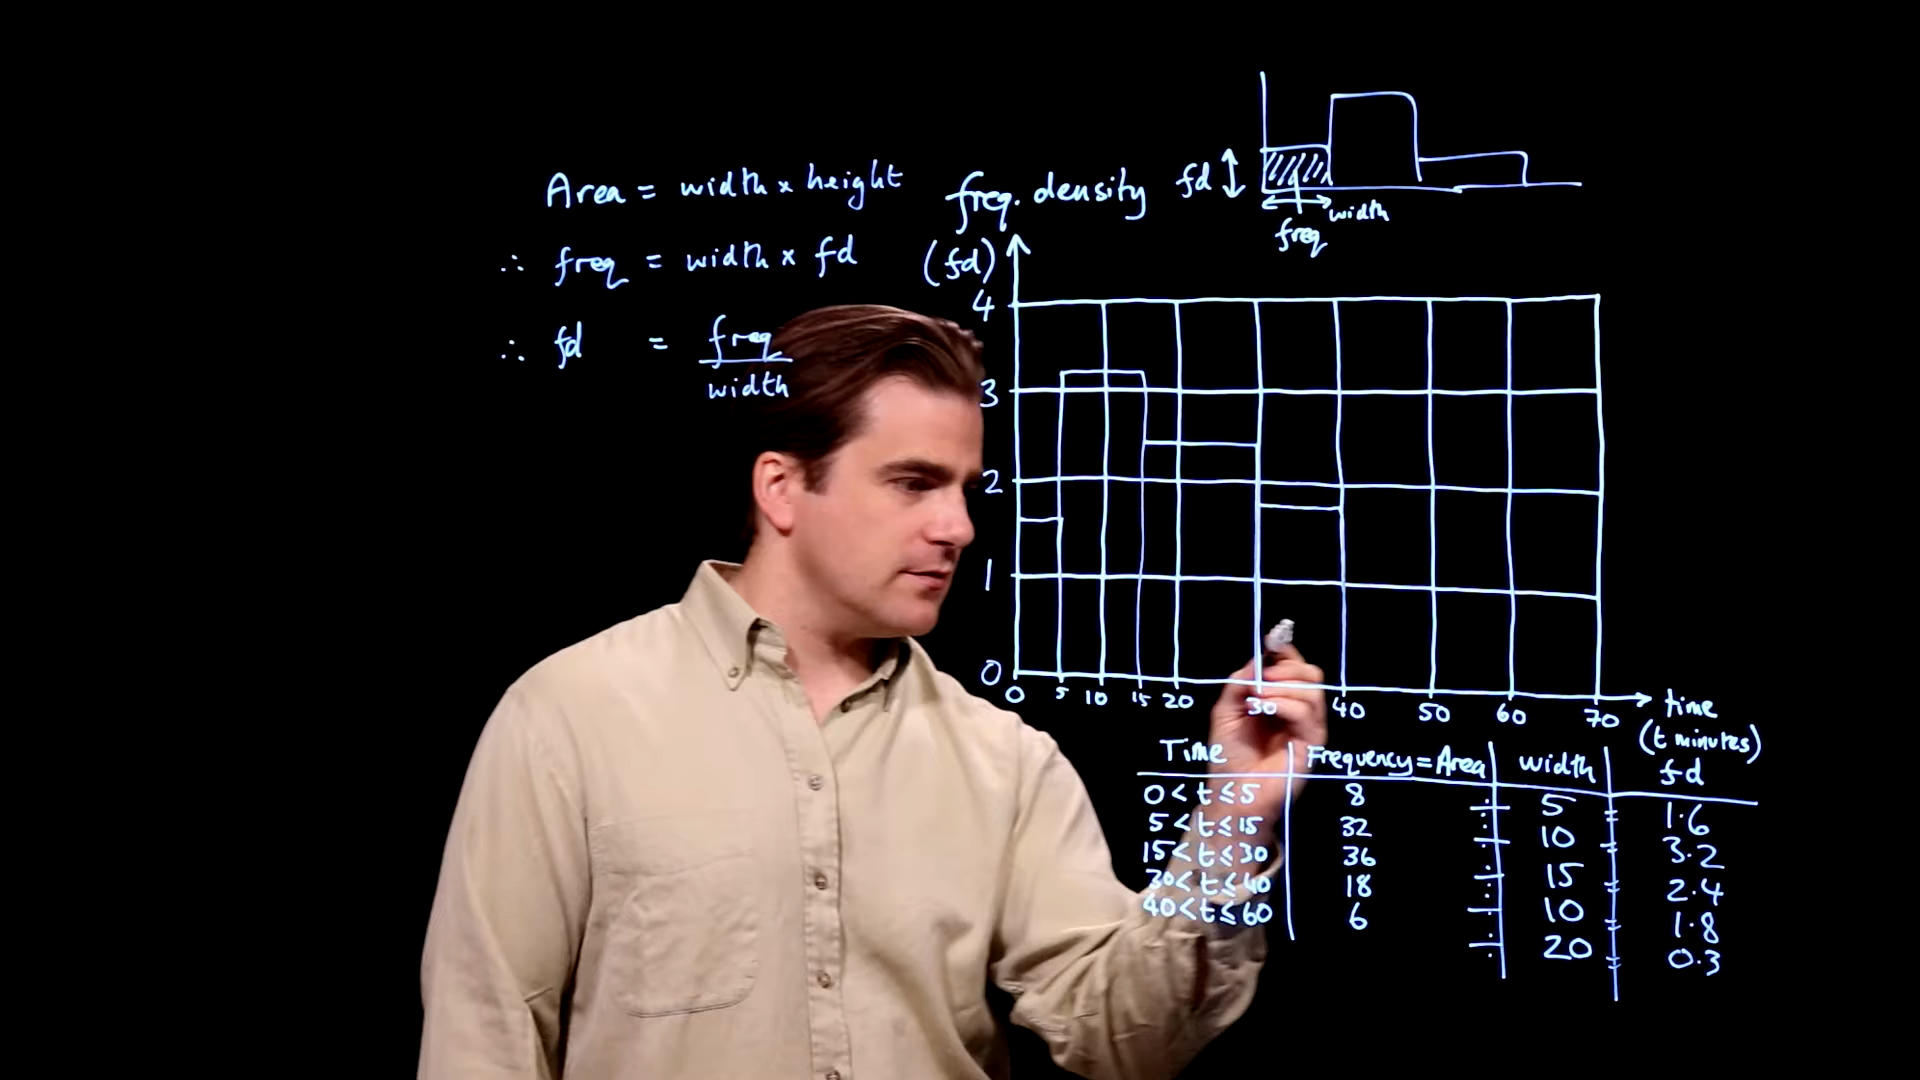 Area = width x height
∴ freq = width x fd
∴ fd = freq
width
freq. density
(fd)
fd
width
freq
4
3
2
1
0
0 5 10 15 20 30 40 50 60 70
time
(t minutes)
Time Frequency = Area width fd
0 < t ≤ 5 8 ÷ 5 = 1.6
5 < t ≤ 15 32 ÷ 10 = 3.2
15 < t ≤ 30 36 ÷ 15 = 2.4
30 < t ≤ 40 18 ÷ 10 = 1.8
40 < t ≤ 60 6 ÷ 20 = 0.3